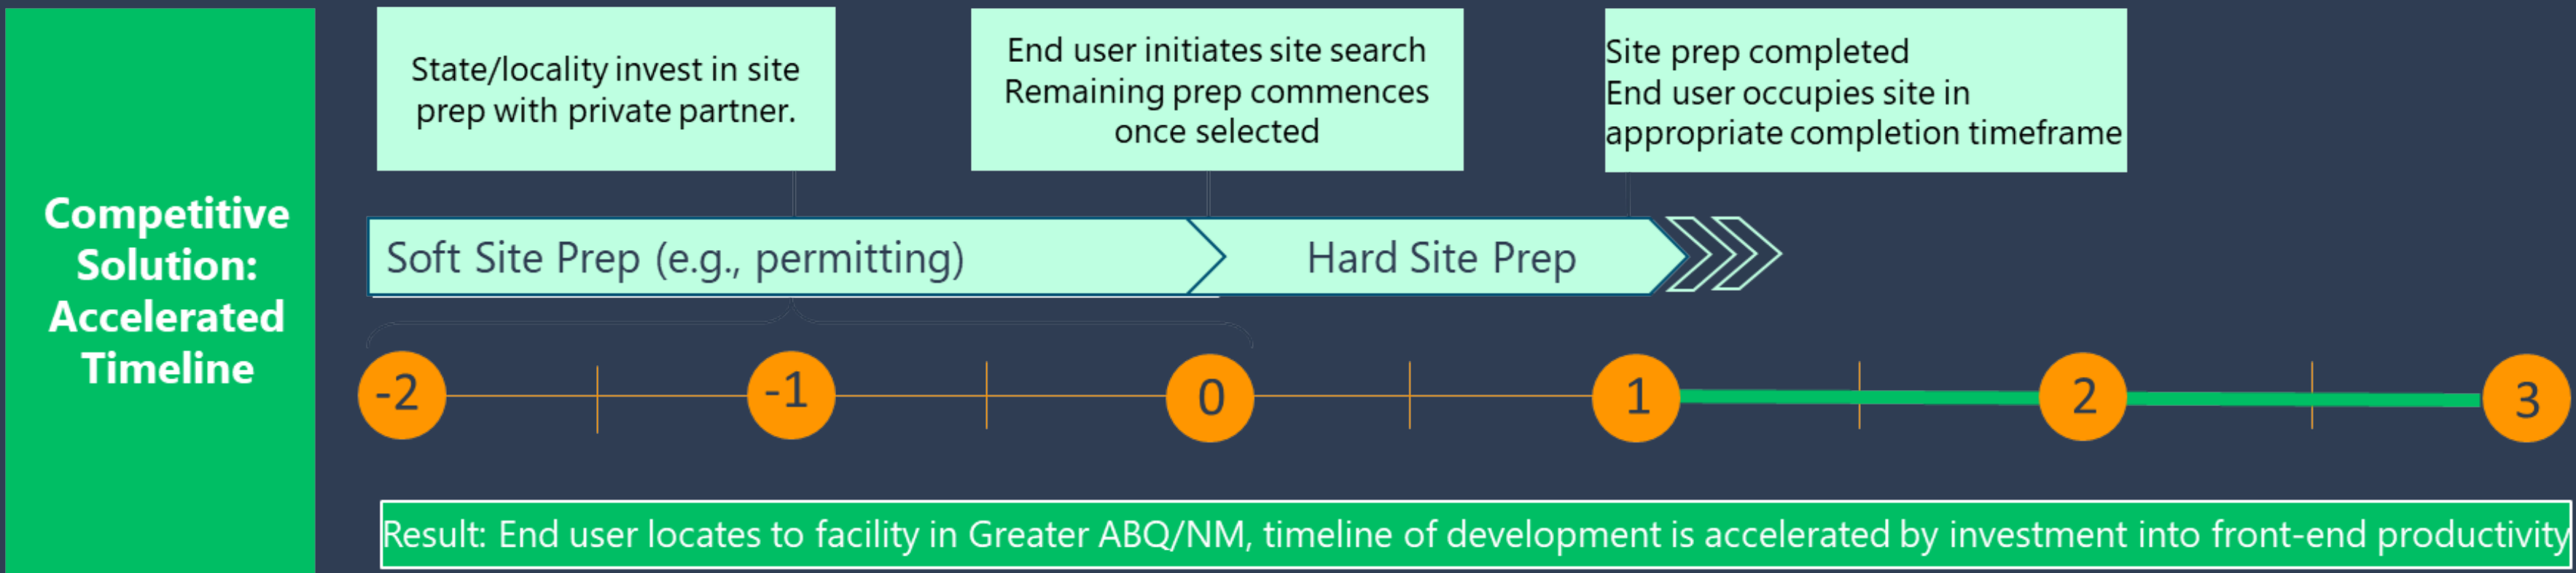 Competitive
Solution:
Accelerated
Timeline
State/locality invest in site
prep with private partner.
End user initiates site search
Remaining prep commences
once selected
Site prep completed
End user occupies site in
appropriate completion timeframe
Soft Site Prep (e.g., permitting)
Hard Site Prep
-2
-1
0
1
2
3
Result: End user locates to facility in Greater ABQ/NM, timeline of development is accelerated by investment into front-end productivity